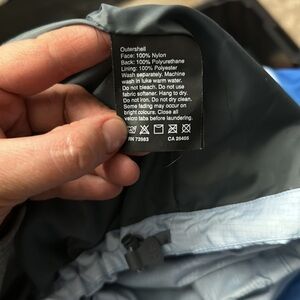 Outershell
Face: 100% Nylon
Back: 100% Polyurethane
Lining: 100% Polyester
Wash separately. Machine
wash in luke warm water.
Do not bleach. Do not use
fabric softener. Hang to dry.
Do not iron. Do not dry clean.
Some fading may occur on
bright colours. Close all
velcro tabs before laundering.
RN 73983 CA 26405